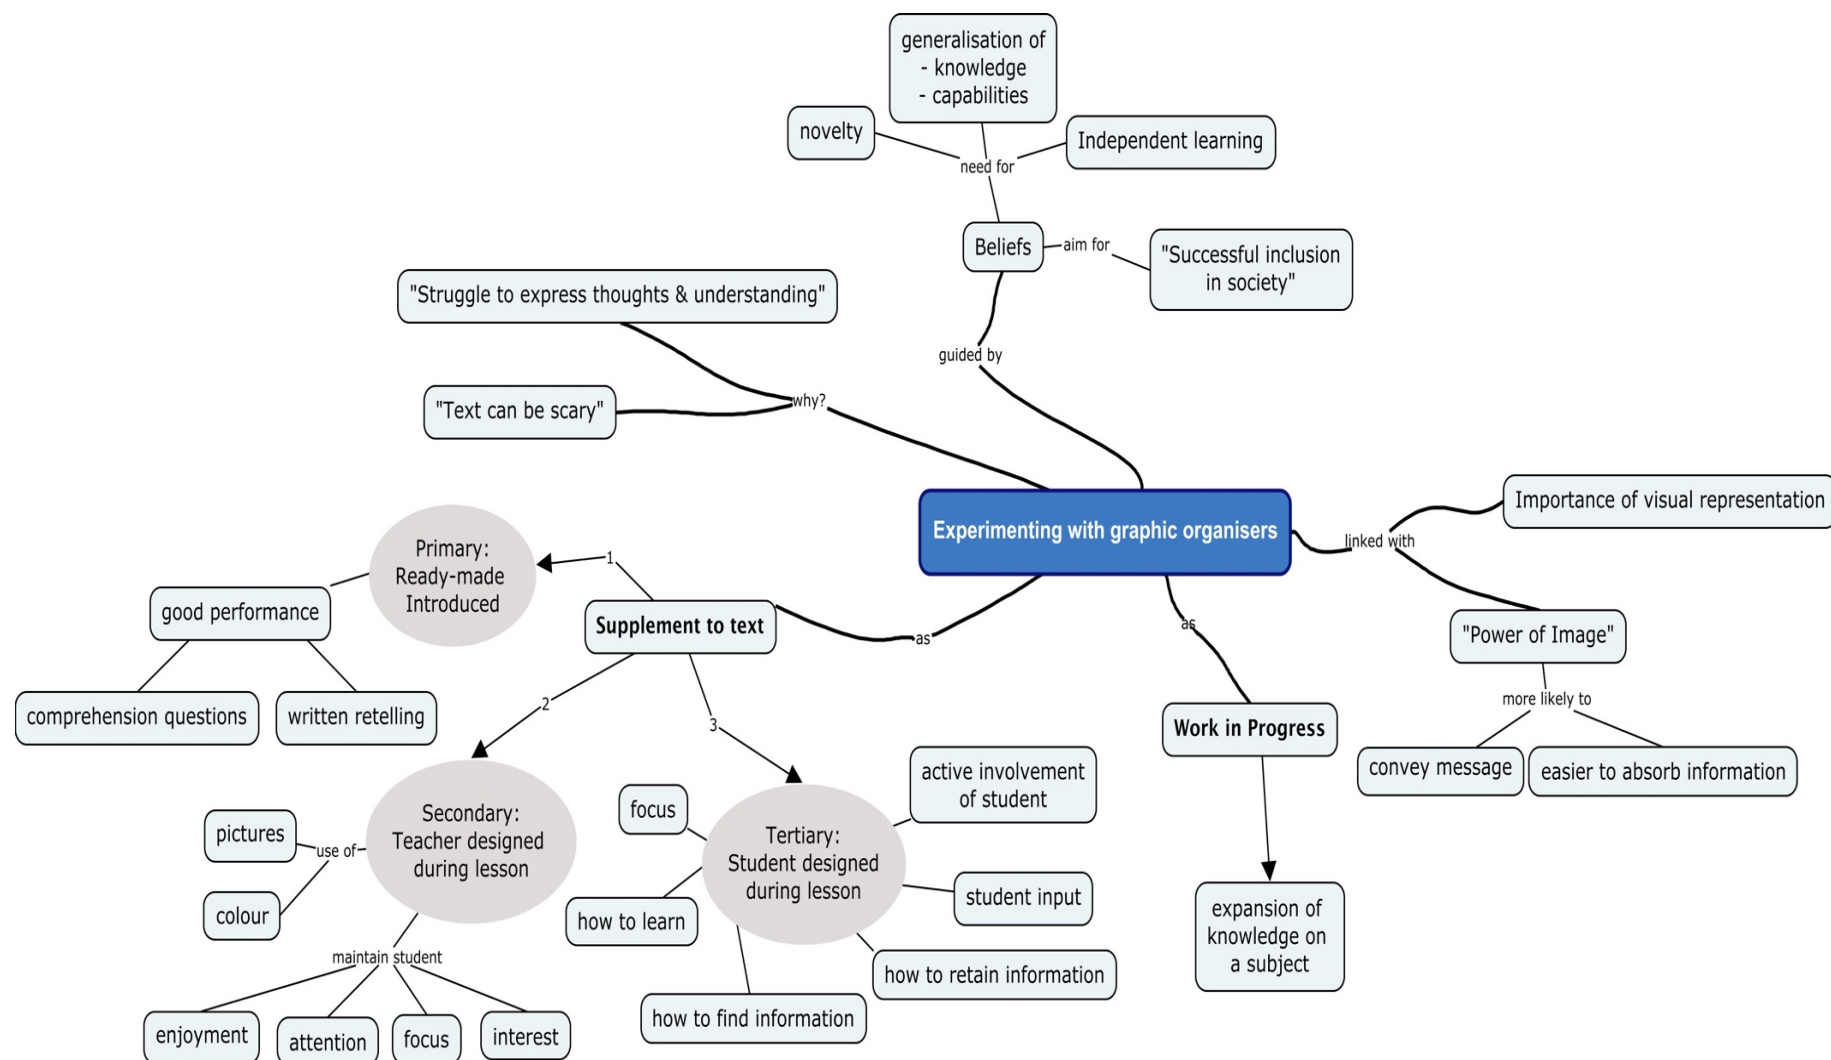 generalisation of
- knowledge
- capabilities
novelty
Independent learning
need for
Beliefs
aim for
"Successful inclusion
in society"
"Struggle to express thoughts & understanding"
guided by
"Text can be scary"
why?
Experimenting with graphic organisers
Importance of visual representation
linked with
"Power of Image"
more likely to
convey message
easier to absorb information
Primary:
Ready-made
Introduced
1
good performance
comprehension questions
written retelling
Supplement to text
as
as
Work in Progress
expansion of
knowledge on
a subject
2
3
Secondary:
Teacher designed
during lesson
pictures
use of
colour
maintain student
enjoyment
attention
focus
interest
Tertiary:
Student designed
during lesson
focus
active involvement
of student
how to learn
student input
how to retain information
how to find information